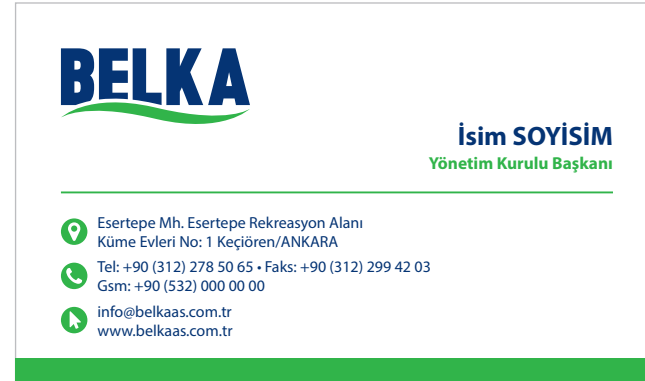 BELKA
İsim SOYİSİM
Yönetim Kurulu Başkanı
Esertepe Mh. Esertepe Rekreasyon Alanı
Küme Evleri No: 1 Keçiören/ANKARA
Tel: +90 (312) 278 50 65 • Faks: +90 (312) 299 42 03
Gsm: +90 (532) 000 00 00
info@belkaas.com.tr
www.belkaas.com.tr